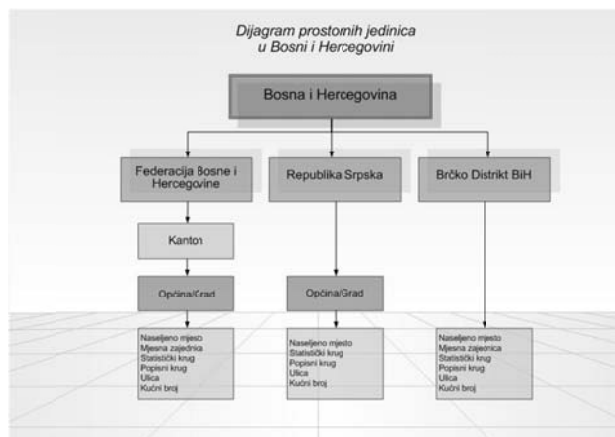 Dijagram prostornih jedinica
u Bosni i Hercegovini
Bosna i Hercegovina
Federacija Bosne i
Hercegovine
Republika Srpska
Brčko Distrikt BiH
Kanton
Općina/Grad
Općina/Grad
Naseljeno mjesto
Mjesna zajednica
Statistički krug
Popisni krug
Ulica
Kućni broj
Naseljeno mjesto
Statistički krug
Popisni krug
Ulica
Kućni broj
Naseljeno mjesto
Mjesna zajednica
Statistički krug
Popisni krug
Ulica
Kućni broj